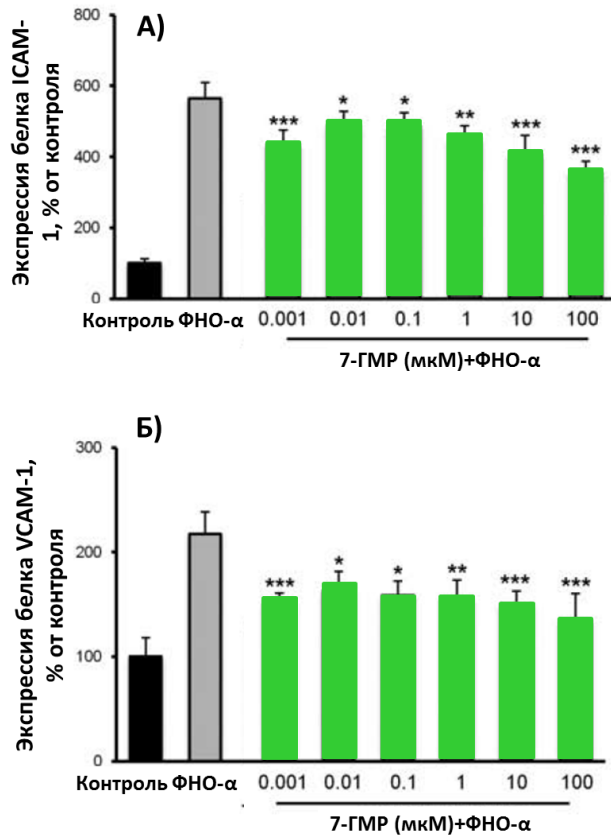 А)
Экспрессия белка ICAM-
1, % от контроля
800
600
400
200
0
***
*
*
**
***
***
Контроль ФНО-α
0.001 0.01 0.1 1 10 100
7-ГМР (мкМ)+ФНО-α
Б)
Экспрессия белка VCAM-1,
% от контроля
300
200
100
0
***
*
*
**
***
***
Контроль ФНО-α
0.001 0.01 0.1 1 10 100
7-ГМР (мкМ)+ФНО-α